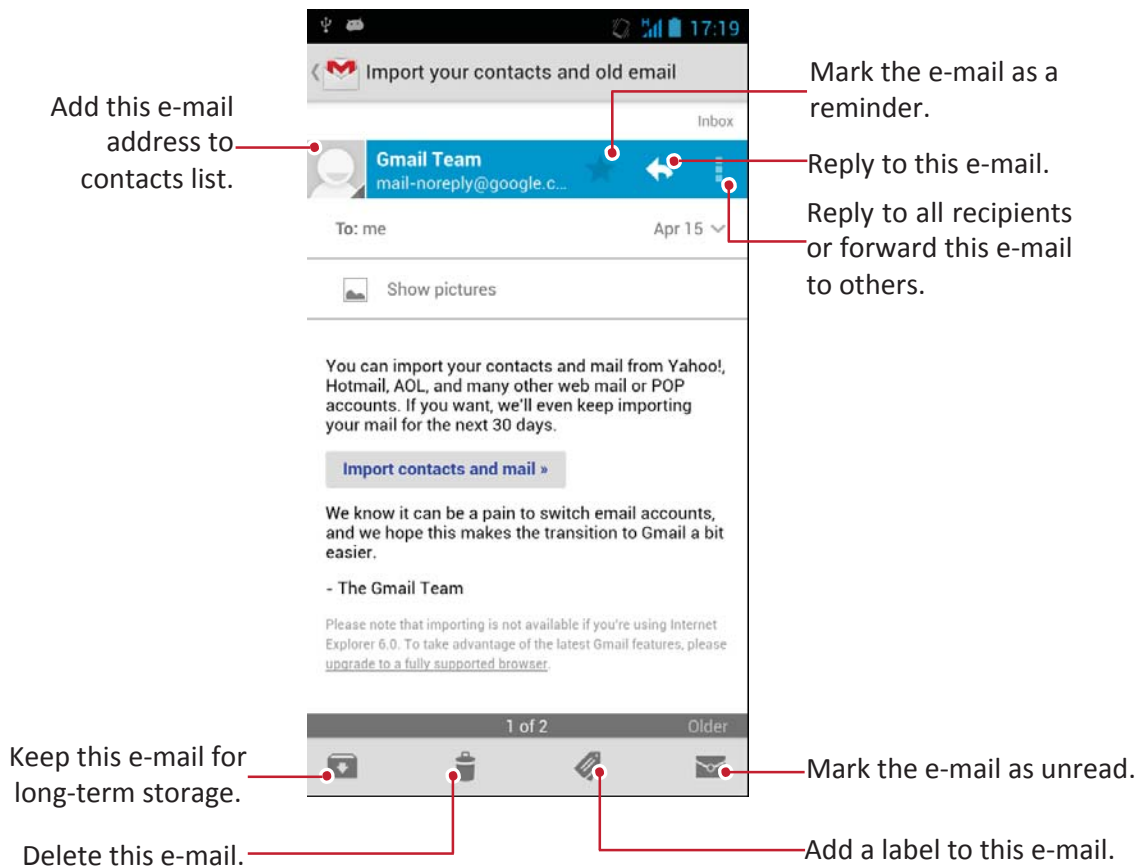 H 17:19
Import your contacts and old email
Inbox
Gmail Team
mail-noreply@google.c...
To: me Apr 15
Show pictures
You can import your contacts and mail from Yahoo!,
Hotmail, AOL, and many other web mail or POP
accounts. If you want, we'll even keep importing
your mail for the next 30 days.
Import contacts and mail »
We know it can be a pain to switch email accounts,
and we hope this makes the transition to Gmail a bit
easier.
- The Gmail Team
Please note that importing is not available if you're using Internet
Explorer 6.0. To take advantage of the latest Gmail features, please
upgrade to a fully supported browser.
1 of 2 Older
Add this e-mail
address to
contacts list.
Mark the e-mail as a
reminder.
Reply to this e-mail.
Reply to all recipients
or forward this e-mail
to others.
Keep this e-mail for
long-term storage.
Delete this e-mail.
Mark the e-mail as unread.
Add a label to this e-mail.